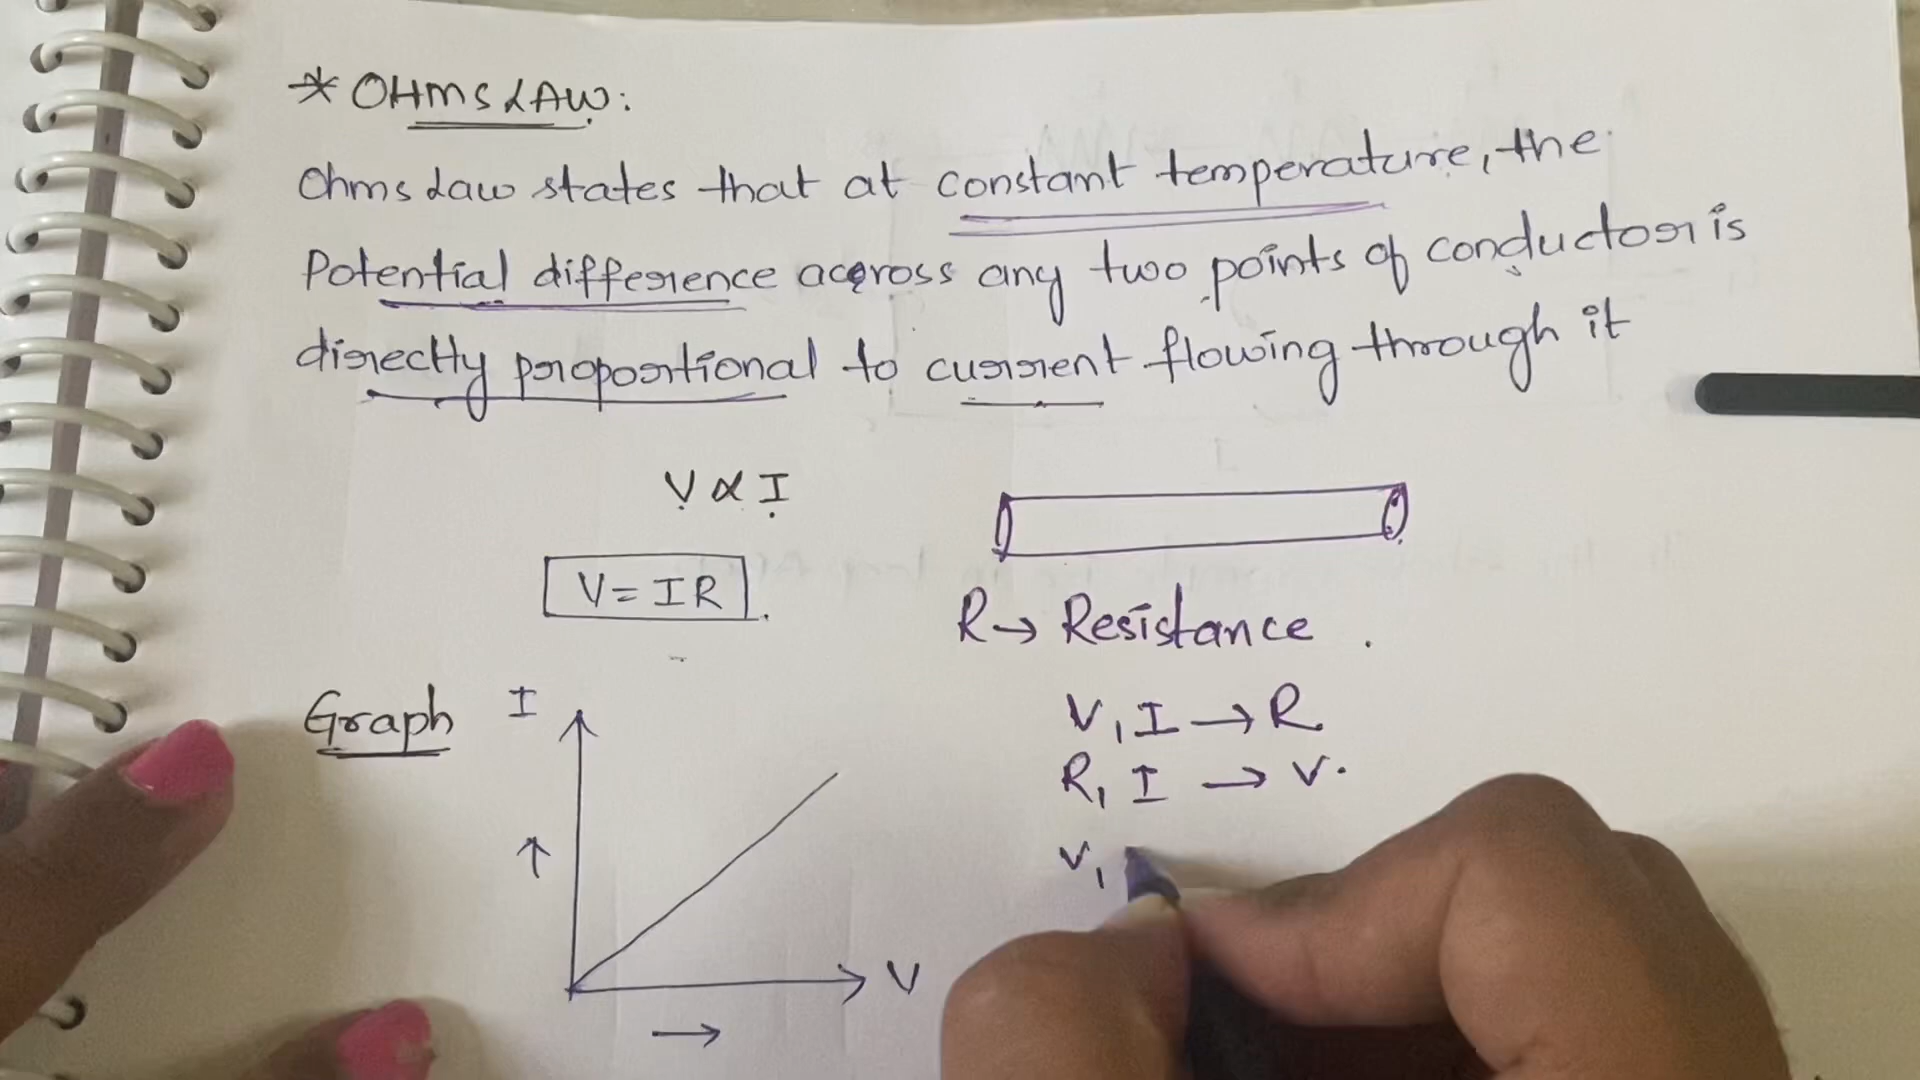 * OHMS LAW:
Ohms Law states that at constant temperature, the
Potential difference across any two points of conductor is
directly proportional to current flowing through it
V ∝ I
V = IR
R → Resistance
Graph
I
V, I → R
R, I → V.
V,
↑
V
→